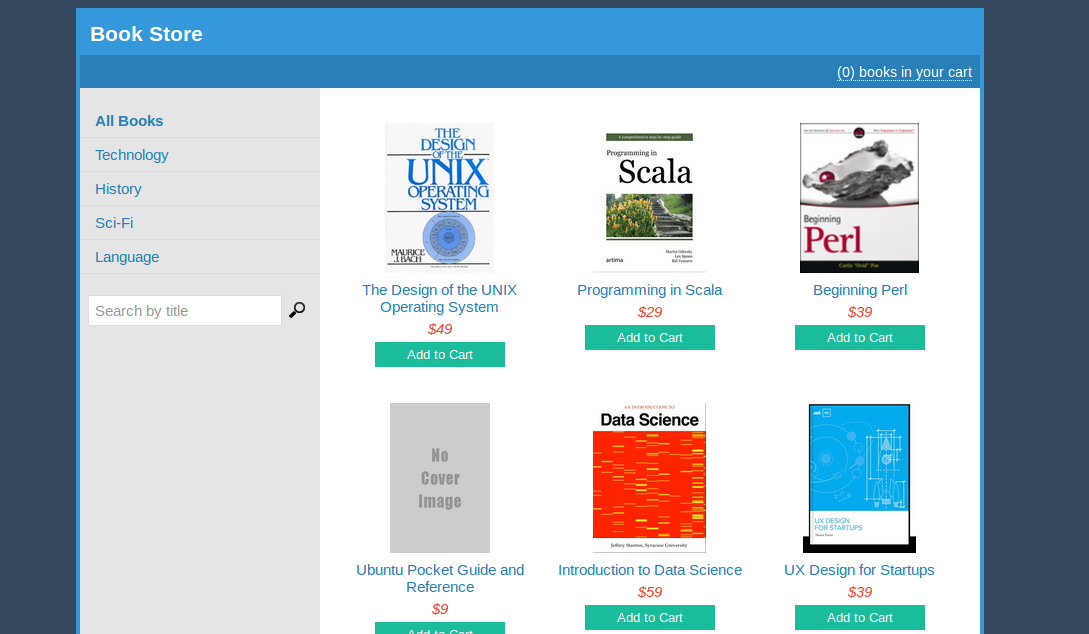 Book Store
(0) books in your cart
All Books
Technology
History
Sci-Fi
Language
Search by title
THE
DESIGN
OF THE
UNIX
OPERATING
SYSTEM
MAURICE
J. BACH
The Design of the UNIX
Operating System
$49
Add to Cart
A comprehensive step-by-step guide
Programming in
Scala
Martin Odersky
Lex Spoon
Bill Venners
artima
Programming in Scala
$29
Add to Cart
Beginning
Perl
Curtis "Ovid" Poe
Beginning Perl
$39
Add to Cart
No
Cover
Image
Ubuntu Pocket Guide and
Reference
$9
Add to Cart
AN INTRODUCTION TO
Data Science
Jeffrey Stanton, Syracuse University
Introduction to Data Science
$59
Add to Cart
UX DESIGN
FOR STARTUPS
UX Design for Startups
$39
Add to Cart